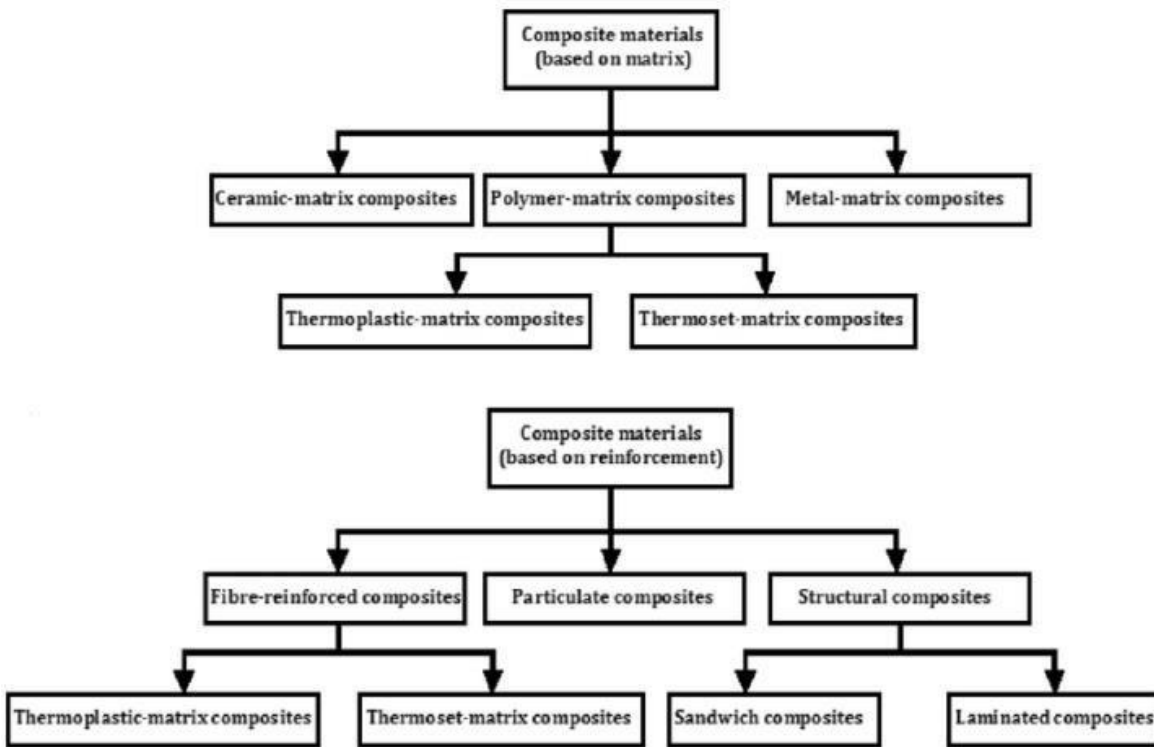 Composite materials
(based on matrix)
Ceramic-matrix composites
Polymer-matrix composites
Metal-matrix composites
Thermoplastic-matrix composites
Thermoset-matrix composites
Composite materials
(based on reinforcement)
Fibre-reinforced composites
Particulate composites
Structural composites
Thermoplastic-matrix composites
Thermoset-matrix composites
Sandwich composites
Laminated composites